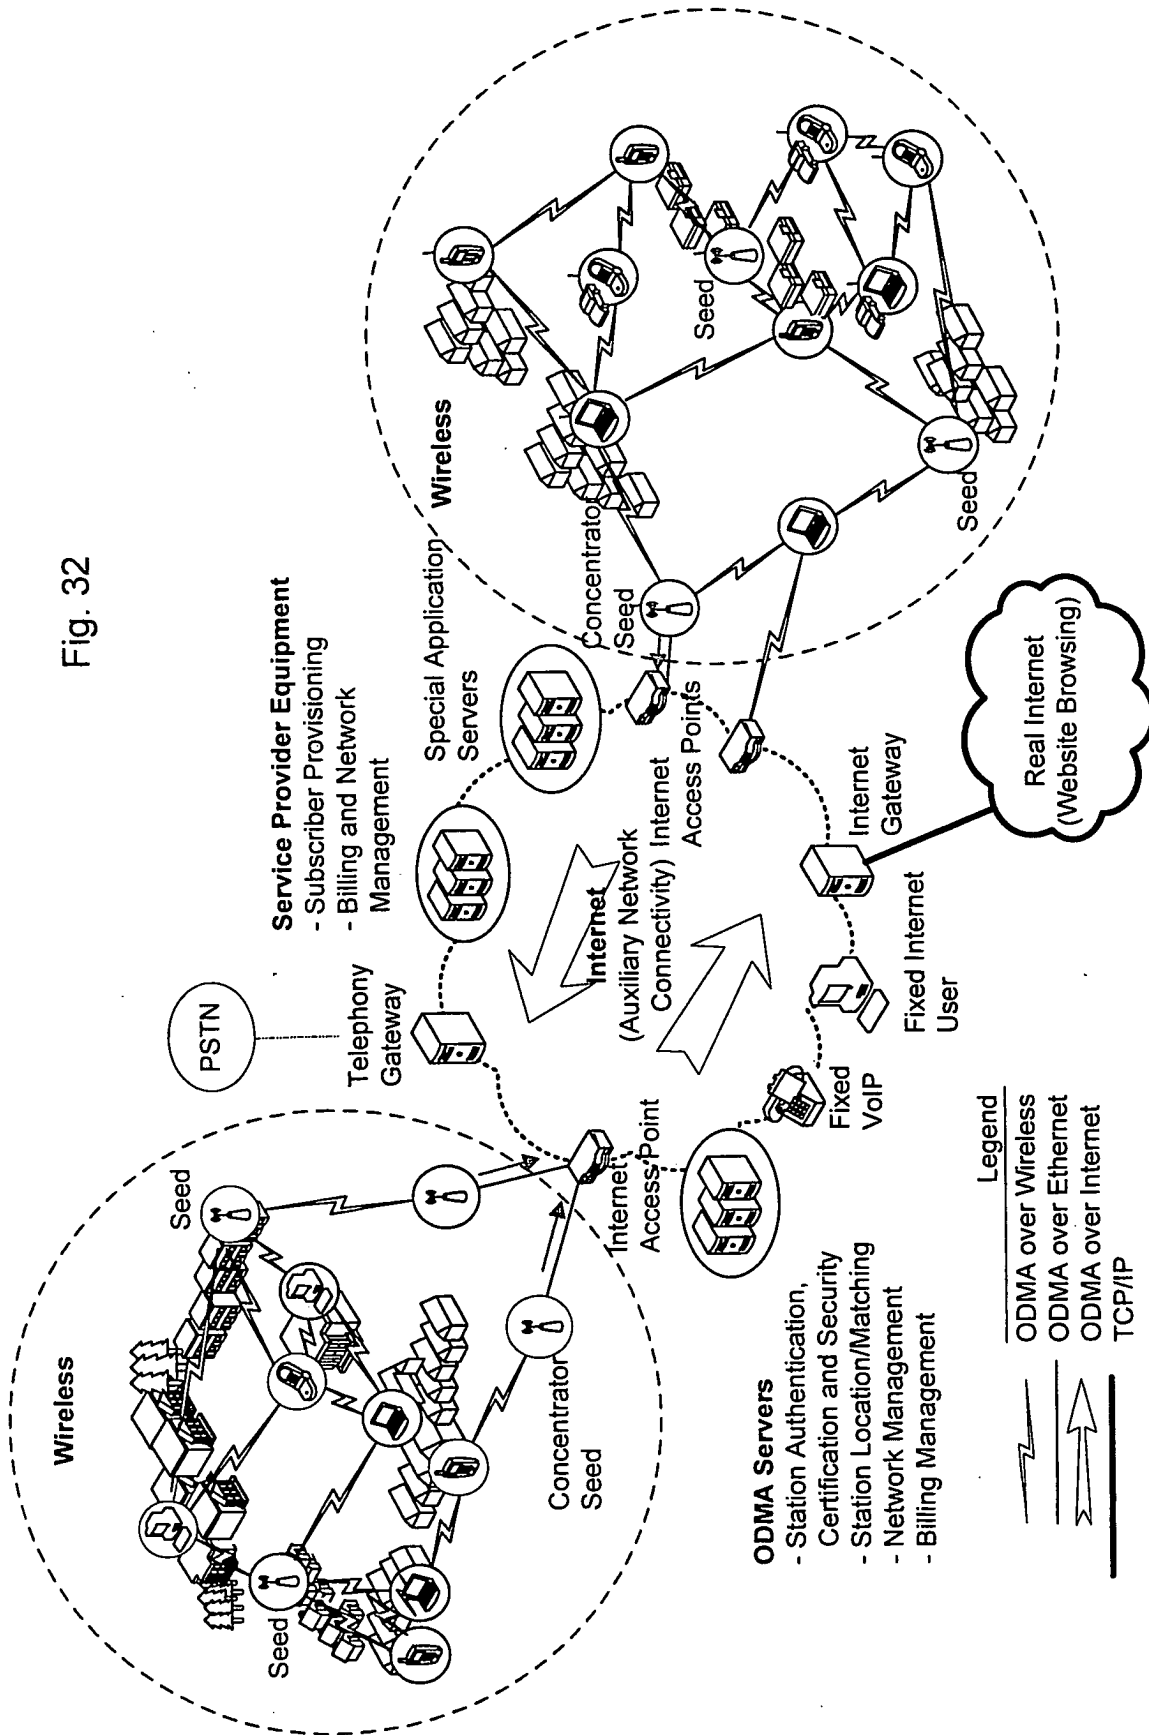 Fig. 32
Wireless
Seed
Seed
Concentrator
Seed
PSTN
Telephony
Gateway
Service Provider Equipment
- Subscriber Provisioning
- Billing and Network
Management
Special Application
Servers
Wireless
Concentrator
Seed
Seed
Seed
Internet
(Auxiliary Network
Connectivity)
Internet
Access Points
Internet
Access Point
ODMA Servers
- Station Authentication,
Certification and Security
- Station Location/Matching
- Network Management
- Billing Management
Fixed
VoIP
Fixed Internet
User
Internet
Gateway
Real Internet
(Website Browsing)
Legend
ODMA over Wireless
ODMA over Ethernet
ODMA over Internet
TCP/IP